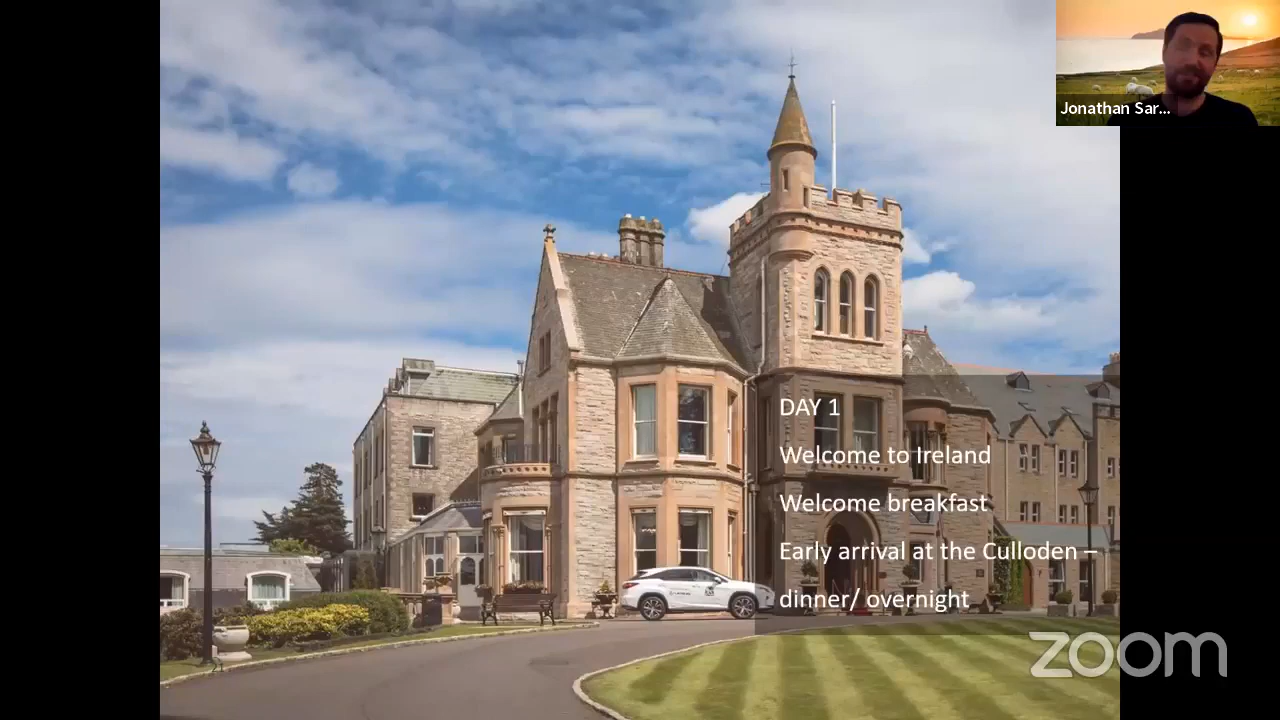 Jonathan Sar...
DAY 1
Welcome to Ireland
Welcome breakfast
Early arrival at the Culloden –
dinner/ overnight
zoom